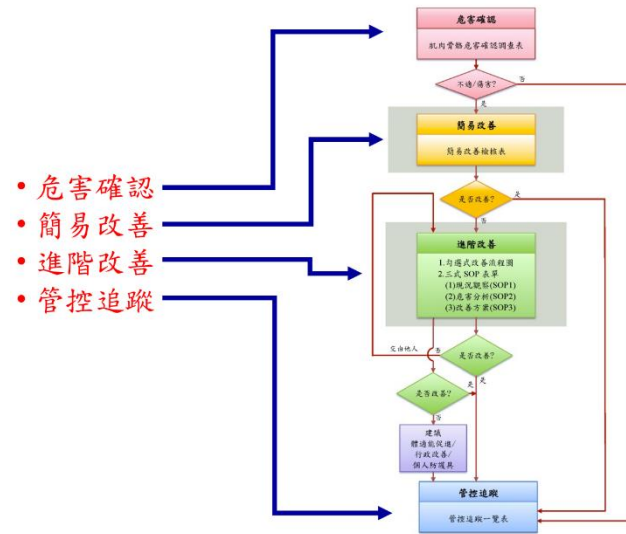 • 危害確認
• 簡易改善
• 進階改善
• 管控追蹤
危害確認
肌肉骨骼危害確認調查表
不適/傷害?
否
是
簡易改善
簡易改善檢核表
是否改善?
是
否
進階改善
1.勾選式改善流程圖
2.三式 SOP 表單
(1)現況觀察(SOP1)
(2)危害分析(SOP2)
(3)改善方案(SOP3)
交由他人
否
是否改善?
是
是否改善?
是
否
建議
體適能促進/
行政改善/
個人防護具
管控追蹤
管控追蹤一覽表